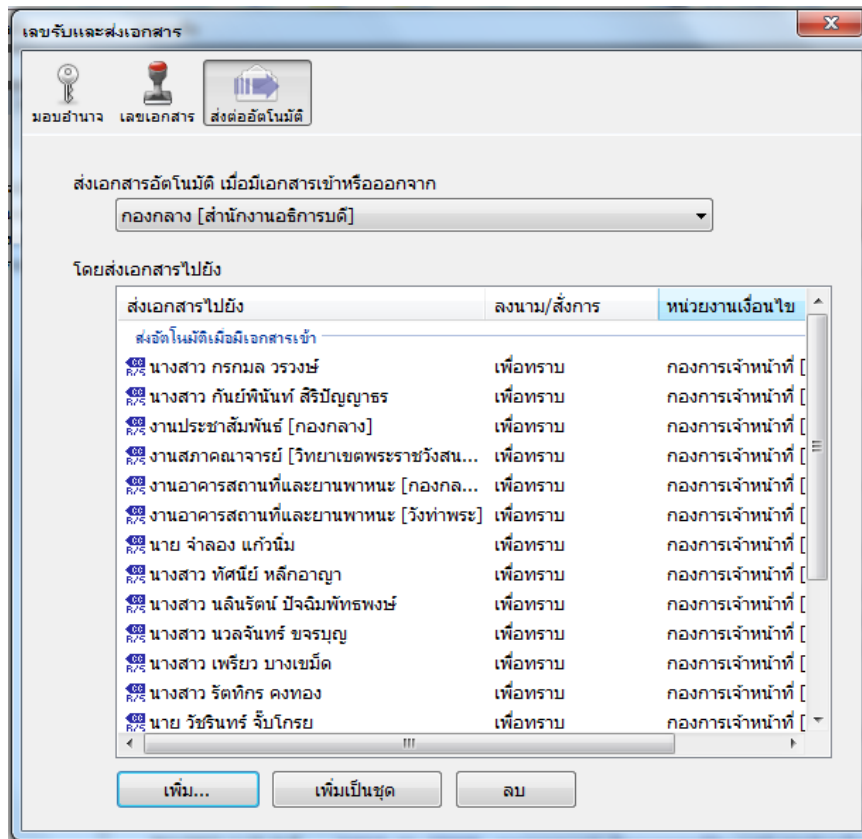 เลขรับและส่งเอกสาร
มอบอำนาจ เลขเอกสาร ส่งต่ออัตโนมัติ
ส่งเอกสารอัตโนมัติ เมื่อมีเอกสารเข้าหรือออกจาก
กองกลาง [สำนักงานอธิการบดี]
โดยส่งเอกสารไปยัง
ส่งเอกสารไปยัง ลงนาม/สั่งการ หน่วยงานเงื่อนไข
ส่งอัตโนมัติเมื่อมีเอกสารเข้า
นางสาว กรกมล วรวงษ์ เพื่อทราบ กองการเจ้าหน้าที่ [
นางสาว กันย์พินันท์ สิริปัญญาธร เพื่อทราบ กองการเจ้าหน้าที่ [
งานประชาสัมพันธ์ [กองกลาง] เพื่อทราบ กองการเจ้าหน้าที่ [
งานสภาคณาจารย์ [วิทยาเขตพระราชวังสน... เพื่อทราบ กองการเจ้าหน้าที่ [
งานอาคารสถานที่และยานพาหนะ [กองกล... เพื่อทราบ กองการเจ้าหน้าที่ [
งานอาคารสถานที่และยานพาหนะ [วังท่าพระ] เพื่อทราบ กองการเจ้าหน้าที่ [
นาย จำลอง แก้วนิ่ม เพื่อทราบ กองการเจ้าหน้าที่ [
นางสาว ทัศนีย์ หลีกอาญา เพื่อทราบ กองการเจ้าหน้าที่ [
นางสาว นลินรัตน์ ปัจฉิมพัทธพงษ์ เพื่อทราบ กองการเจ้าหน้าที่ [
นางสาว นวลจันทร์ ขจรบุญ เพื่อทราบ กองการเจ้าหน้าที่ [
นางสาว เพรียว บางเขม็ด เพื่อทราบ กองการเจ้าหน้าที่ [
นางสาว รัตทิกร คงทอง เพื่อทราบ กองการเจ้าหน้าที่ [
นาย วัชรินทร์ จั๊บโกรย เพื่อทราบ กองการเจ้าหน้าที่ [
เพิ่ม... เพิ่มเป็นชุด ลบ